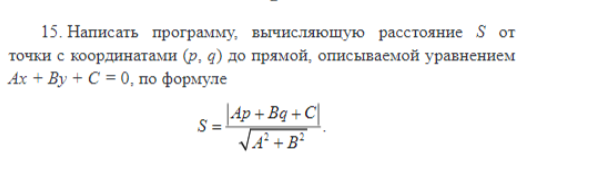 15. Написать программу, вычисляющую расстояние S от
точки с координатами (p, q) до прямой, описываемой уравнением
Ax + By + C = 0, по формуле
S = |Ap + Bq + C| / √(A² + B²).